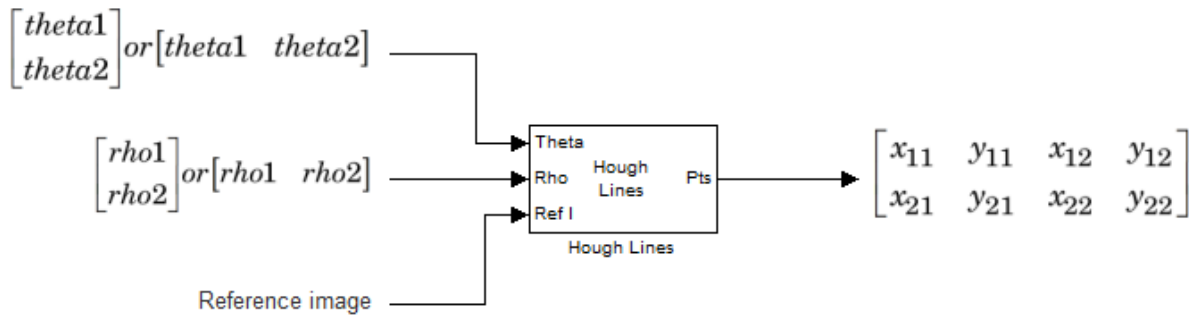 [theta1
theta2] or [theta1 theta2]
[rho1
rho2] or [rho1 rho2]
Reference image
Theta
Rho
Ref I
Hough
Lines
Pts
Hough Lines
[x₁₁ y₁₁ x₁₂ y₁₂
x₂₁ y₂₁ x₂₂ y₂₂]